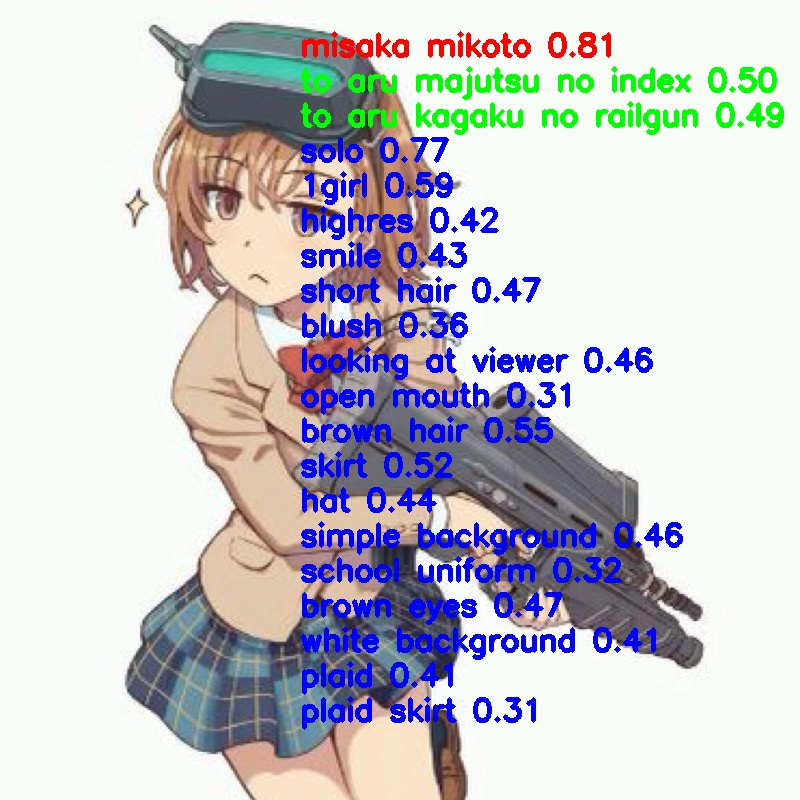 misaka mikoto 0.81
to aru majutsu no index 0.50
to aru kagaku no railgun 0.49
solo 0.77
1girl 0.59
highres 0.42
smile 0.43
short hair 0.47
blush 0.36
looking at viewer 0.46
open mouth 0.31
brown hair 0.55
skirt 0.52
hat 0.44
simple background 0.46
school uniform 0.32
brown eyes 0.47
white background 0.41
plaid 0.41
plaid skirt 0.31